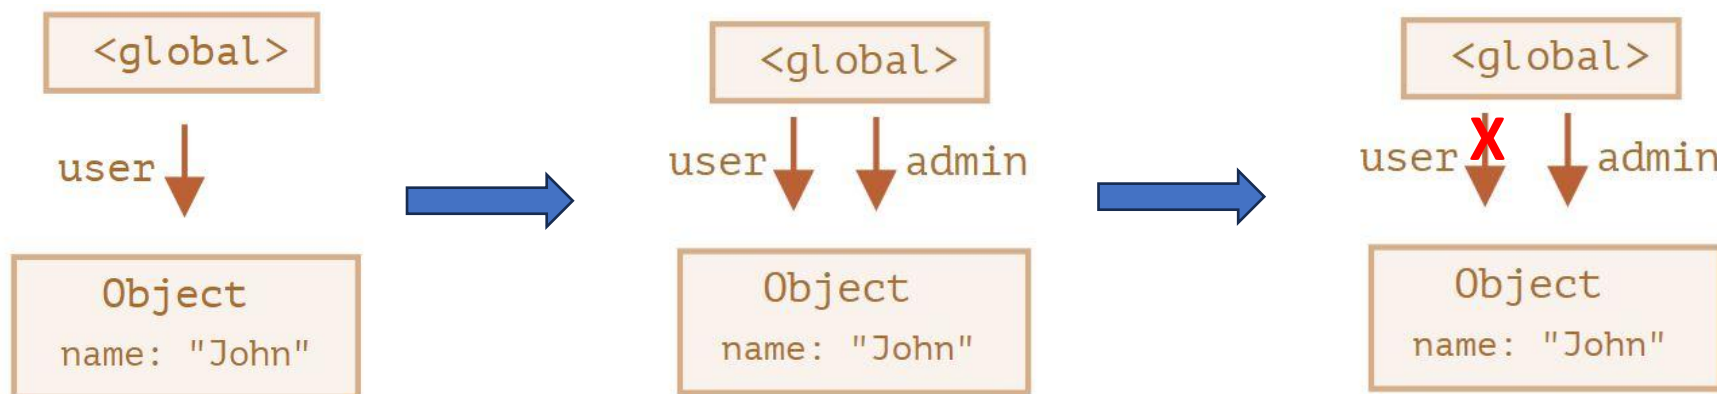 <global>
user
Object
name: "John"
<global>
user admin
Object
name: "John"
<global>
user X admin
Object
name: "John"